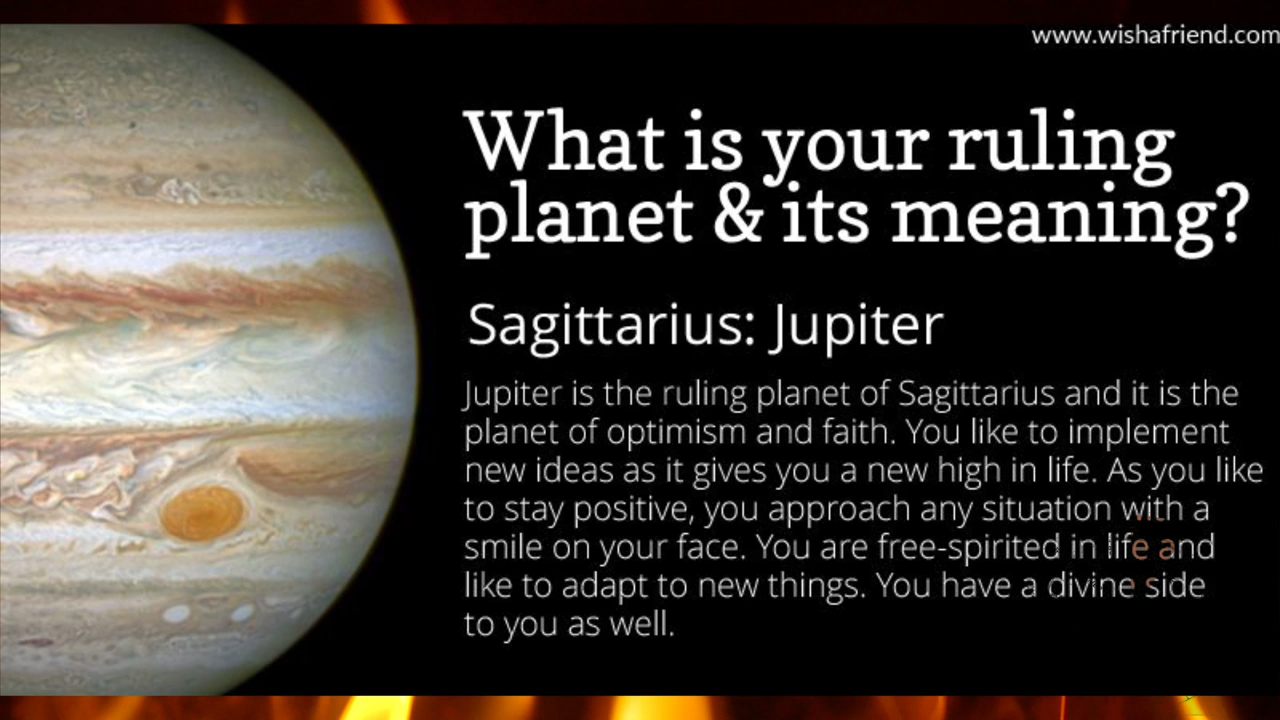 www.wishafriend.com
What is your ruling
planet & its meaning?
Sagittarius: Jupiter
Jupiter is the ruling planet of Sagittarius and it is the
planet of optimism and faith. You like to implement
new ideas as it gives you a new high in life. As you like
to stay positive, you approach any situation with a
smile on your face. You are free-spirited in life and
like to adapt to new things. You have a divine side
to you as well.